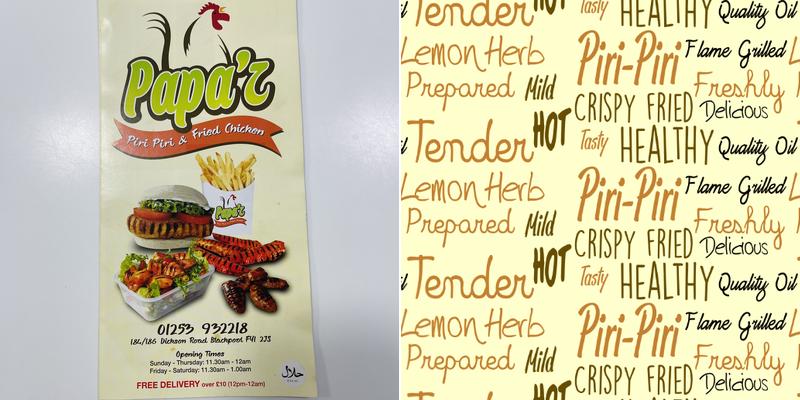 Papa'z
Piri Piri & Fried Chicken
Papa'z
01253 932218
184/186 Dickson Road Blackpool FY1 2JS
Opening Times
Sunday - Thursday: 11.30am - 12am
Friday - Saturday: 11.30am - 1.00am
FREE DELIVERY over £10 (12pm-12am)
حلال
Tender HOT Tasty HEALTHY Quality Oil
Lemon Herb Piri-Piri Flame Grilled
Prepared Mild Freshly
CRISPY FRIED Delicious
Tender HOT Tasty HEALTHY Quality Oil
Lemon Herb Piri-Piri Flame Grilled
Prepared Mild Freshly
CRISPY FRIED Delicious
Tender HOT Tasty HEALTHY Quality Oil
Lemon Herb Piri-Piri Flame Grilled
Prepared Mild Freshly
HOT CRISPY FRIED Delicious